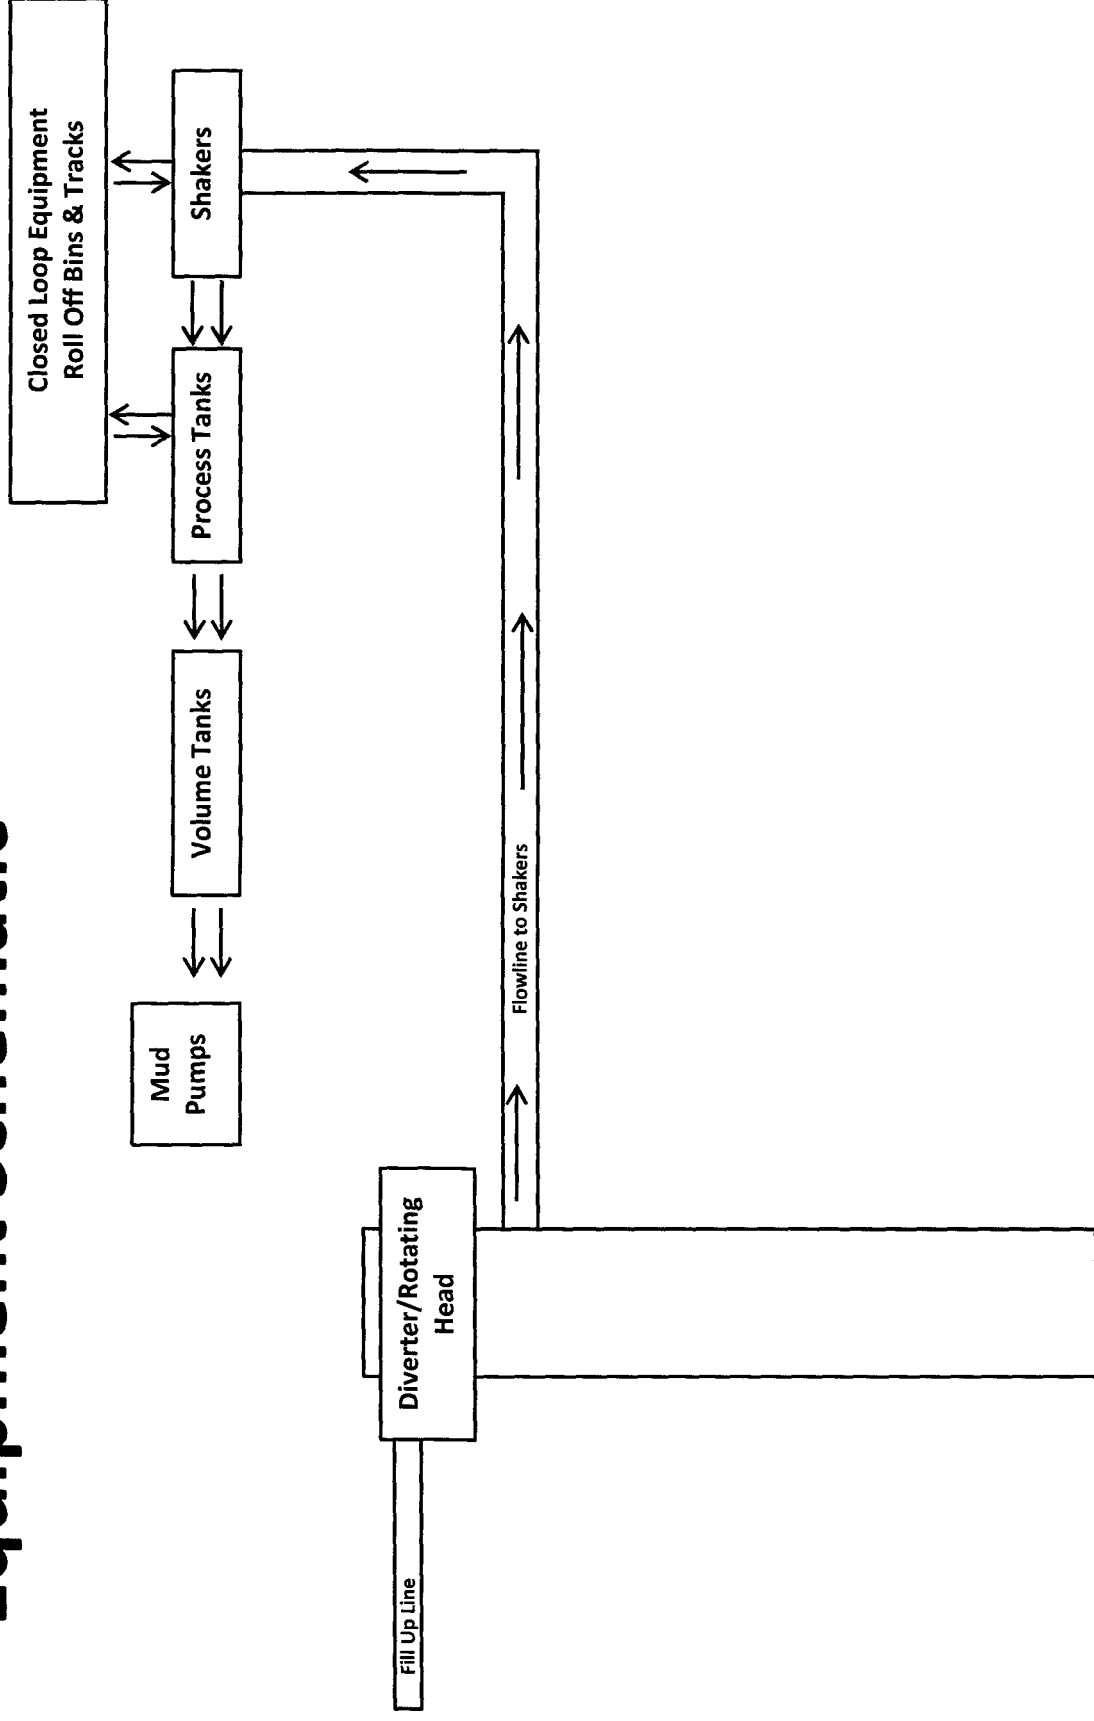 Closed Loop Equipment
Roll Off Bins & Tracks
Shakers
Process Tanks
Volume Tanks
Mud
Pumps
Flowline to Shakers
Diverter/Rotating
Head
Fill Up Line